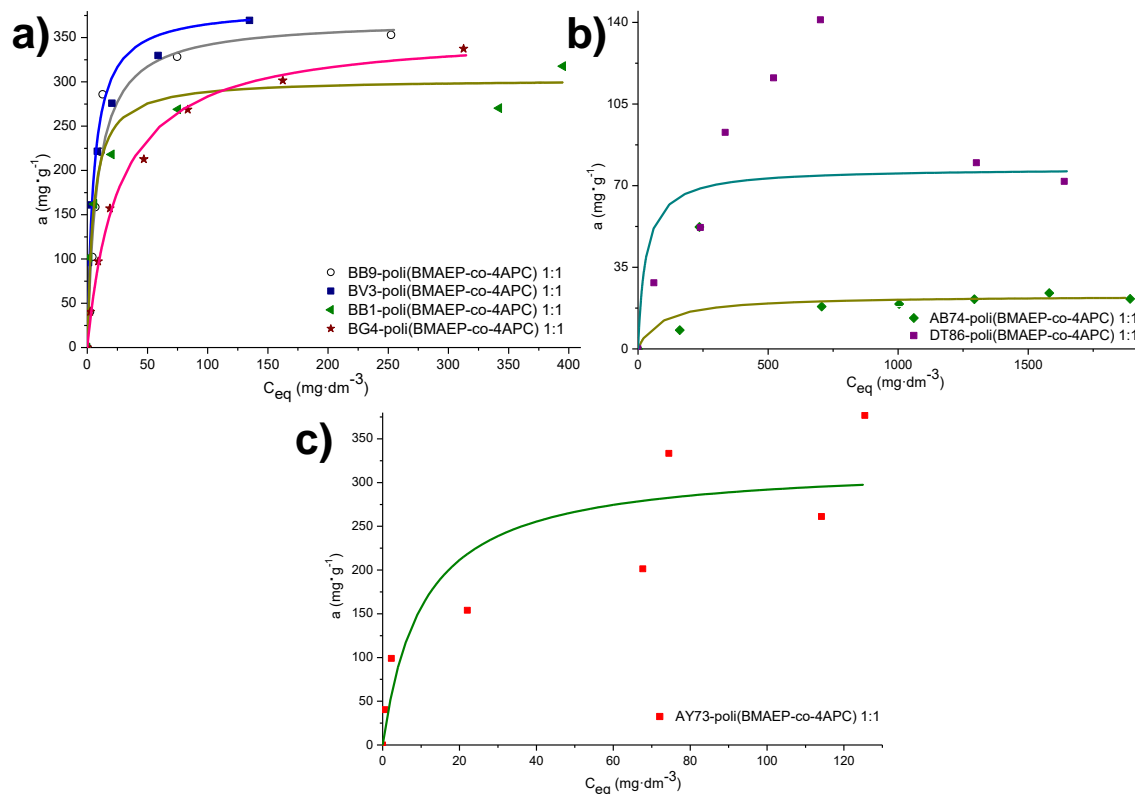 a)
350
300
250
200
150
100
50
0
a (mg·g-1)
BB9-poli(BMAEP-co-4APC) 1:1
BV3-poli(BMAEP-co-4APC) 1:1
BB1-poli(BMAEP-co-4APC) 1:1
BG4-poli(BMAEP-co-4APC) 1:1
0 50 100 150 200 250 300 350 400
Ceq (mg·dm-3)
b)
140
105
70
35
0
a (mg·g-1)
AB74-poli(BMAEP-co-4APC) 1:1
DT86-poli(BMAEP-co-4APC) 1:1
0 500 1000 1500
Ceq (mg·dm-3)
c)
350
300
250
200
150
100
50
0
a (mg·g-1)
AY73-poli(BMAEP-co-4APC) 1:1
0 20 40 60 80 100 120
Ceq (mg·dm-3)